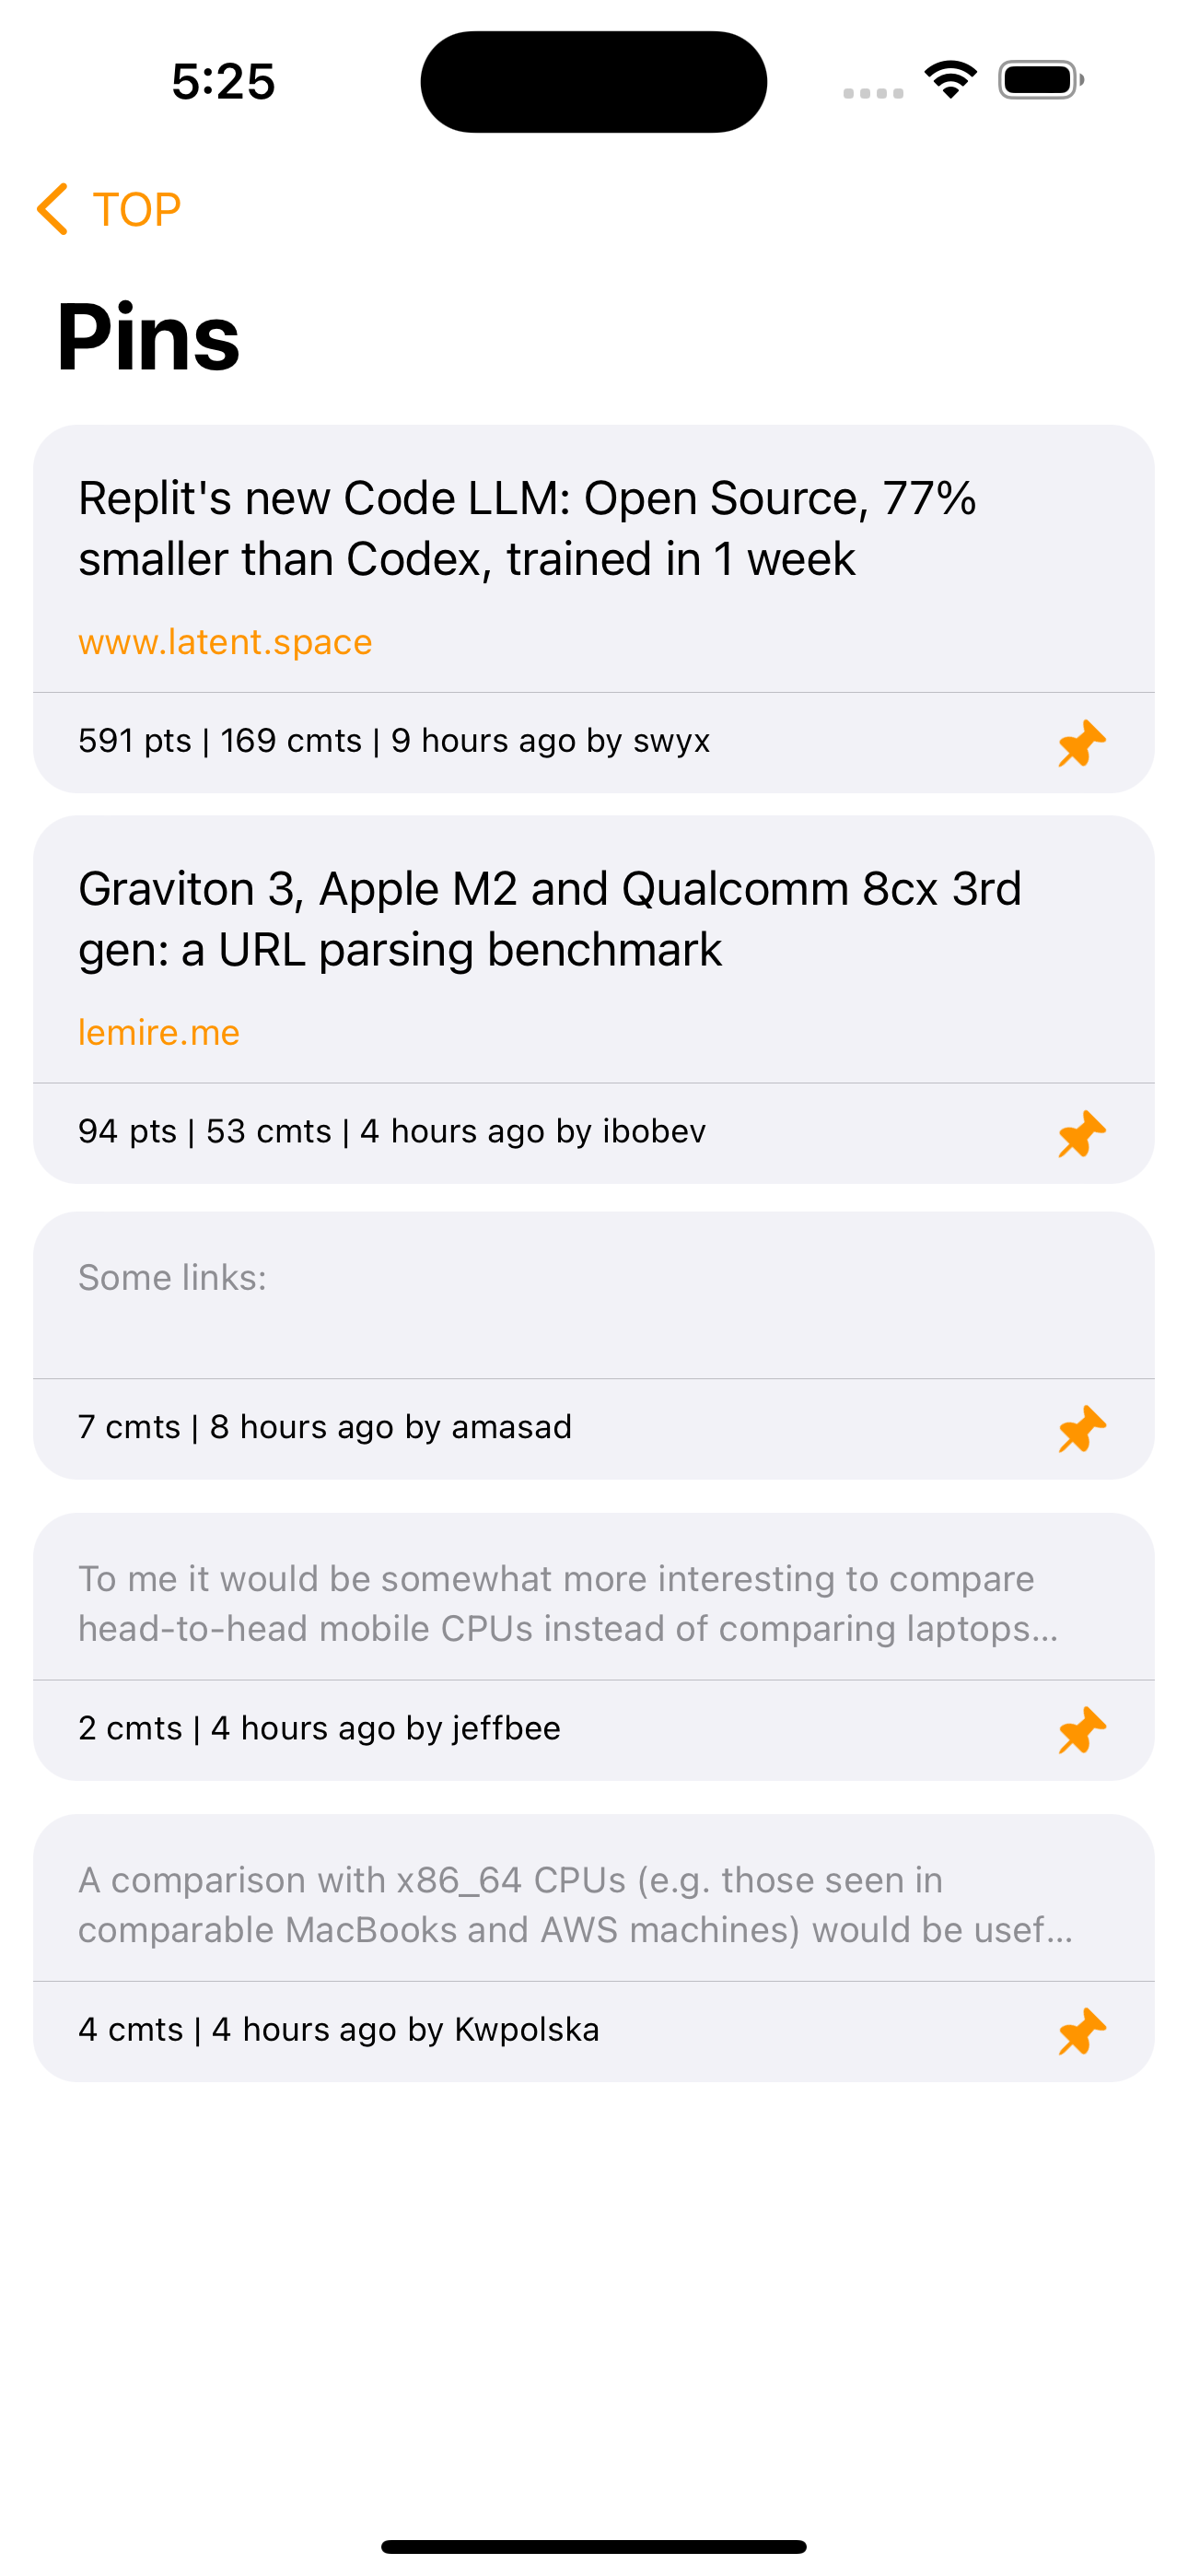 5:25
TOP
Pins
Replit's new Code LLM: Open Source, 77%
smaller than Codex, trained in 1 week
www.latent.space
591 pts | 169 cmts | 9 hours ago by swyx
Graviton 3, Apple M2 and Qualcomm 8cx 3rd
gen: a URL parsing benchmark
lemire.me
94 pts | 53 cmts | 4 hours ago by ibobev
Some links:
7 cmts | 8 hours ago by amasad
To me it would be somewhat more interesting to compare
head-to-head mobile CPUs instead of comparing laptops...
2 cmts | 4 hours ago by jeffbee
A comparison with x86_64 CPUs (e.g. those seen in
comparable MacBooks and AWS machines) would be usef...
4 cmts | 4 hours ago by Kwpolska